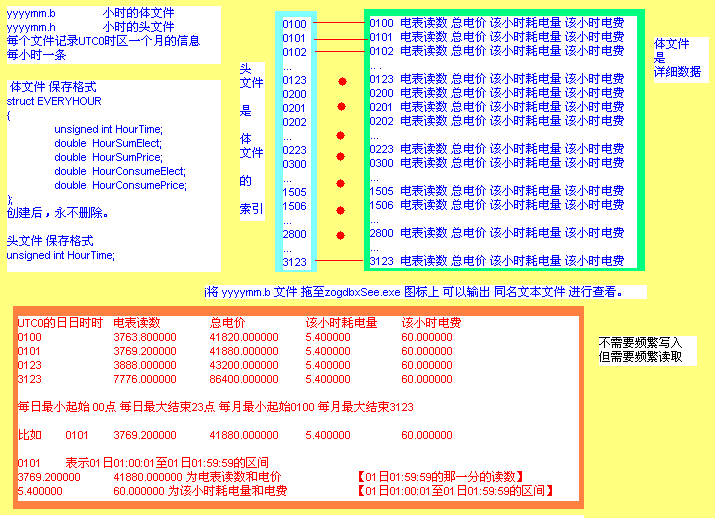 yyyymm.b 小时的体文件
yyyymm.h 小时的头文件
每个文件记录UTC0时区一个月的信息
每小时一条
体文件 保存格式
struct EVERYHOUR
{
unsigned int HourTime;
double HourSumElect;
double HourSumPrice;
double HourConsumeElect;
double HourConsumePrice;
};
创建后，永不删除。
头文件 保存格式
unsigned int HourTime;
头
文件
是
体
文件
的
索引
0100
0101
0102
...
0123
0200
0201
0202
...
0223
0300
...
1505
1506
...
2800
...
3123
0100 电表读数 总电价 该小时耗电量 该小时电费
0101 电表读数 总电价 该小时耗电量 该小时电费
0102 电表读数 总电价 该小时耗电量 该小时电费
... .
0123 电表读数 总电价 该小时耗电量 该小时电费
0200 电表读数 总电价 该小时耗电量 该小时电费
0201 电表读数 总电价 该小时耗电量 该小时电费
0202 电表读数 总电价 该小时耗电量 该小时电费
...
0223 电表读数 总电价 该小时耗电量 该小时电费
0300 电表读数 总电价 该小时耗电量 该小时电费
...
1505 电表读数 总电价 该小时耗电量 该小时电费
1506 电表读数 总电价 该小时耗电量 该小时电费
...
2800 电表读数 总电价 该小时耗电量 该小时电费
...
3123 电表读数 总电价 该小时耗电量 该小时电费
体文件
是
详细数据
j将 yyyymm.b 文件 拖至zogdbxSee.exe 图标上 可以输出 同名文本文件 进行查看。
UTC0的日日时时 电表读数 总电价 该小时耗电量 该小时电费
0100 3763.800000 41820.000000 5.400000 60.000000
0101 3769.200000 41880.000000 5.400000 60.000000
0123 3888.000000 43200.000000 5.400000 60.000000
3123 7776.000000 86400.000000 5.400000 60.000000
每日最小起始 00点 每日最大结束23点 每月最小起始0100 每月最大结束3123
比如 0101 3769.200000 41880.000000 5.400000 60.000000
0101 表示01日01:00:01至01日01:59:59的区间
3769.200000 41880.000000 为电表读数和电价 【01日01:59:59的那一分的读数】
5.400000 60.000000 为该小时耗电量和电费 【01日01:00:01至01日01:59:59的区间】
不需要频繁写入
但需要频繁读取